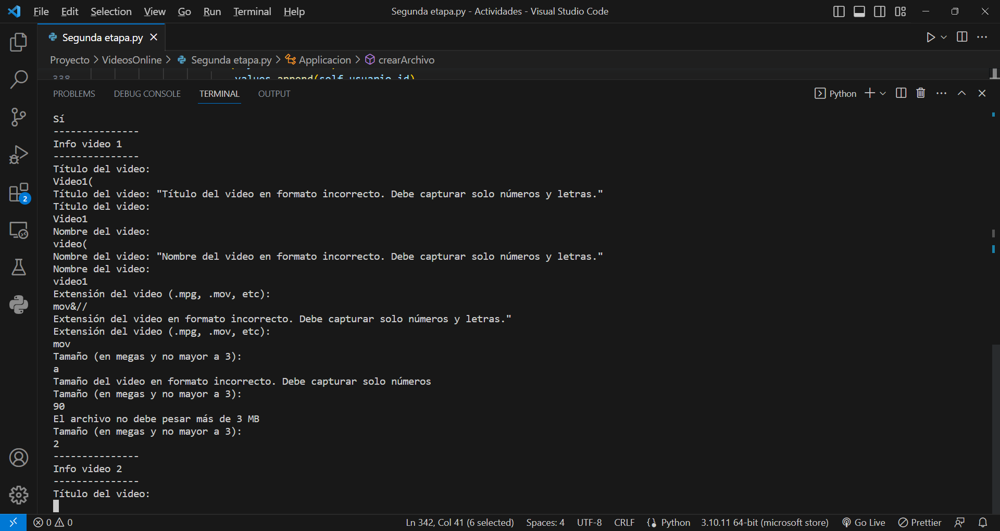 File Edit Selection View Go Run Terminal Help Segunda etapa.py - Actividades - Visual Studio Code
Segunda etapa.py
Proyecto > VideosOnline > Segunda etapa.py > Applicacion > crearArchivo
338 values.append(self.usuario.id)
PROBLEMS DEBUG CONSOLE TERMINAL OUTPUT Python
Sí
---------------
Info video 1
---------------
Título del video:
Video1(
Título del video: "Título del video en formato incorrecto. Debe capturar solo números y letras."
Título del video:
Video1
Nombre del video:
video(
Nombre del video: "Nombre del video en formato incorrecto. Debe capturar solo números y letras."
Nombre del video:
video1
Extensión del video (.mpg, .mov, etc):
mov&//
Extensión del video en formato incorrecto. Debe capturar solo números y letras."
Extensión del video (.mpg, .mov, etc):
mov
2
Tamaño (en megas y no mayor a 3):
a
Tamaño del video en formato incorrecto. Debe capturar solo números
Tamaño (en megas y no mayor a 3):
90
El archivo no debe pesar más de 3 MB
Tamaño (en megas y no mayor a 3):
2
---------------
Info video 2
---------------
Título del video:
0 0 Ln 342, Col 41 (6 selected) Spaces: 4 UTF-8 CRLF Python 3.10.11 64-bit (microsoft store) Go Live Prettier